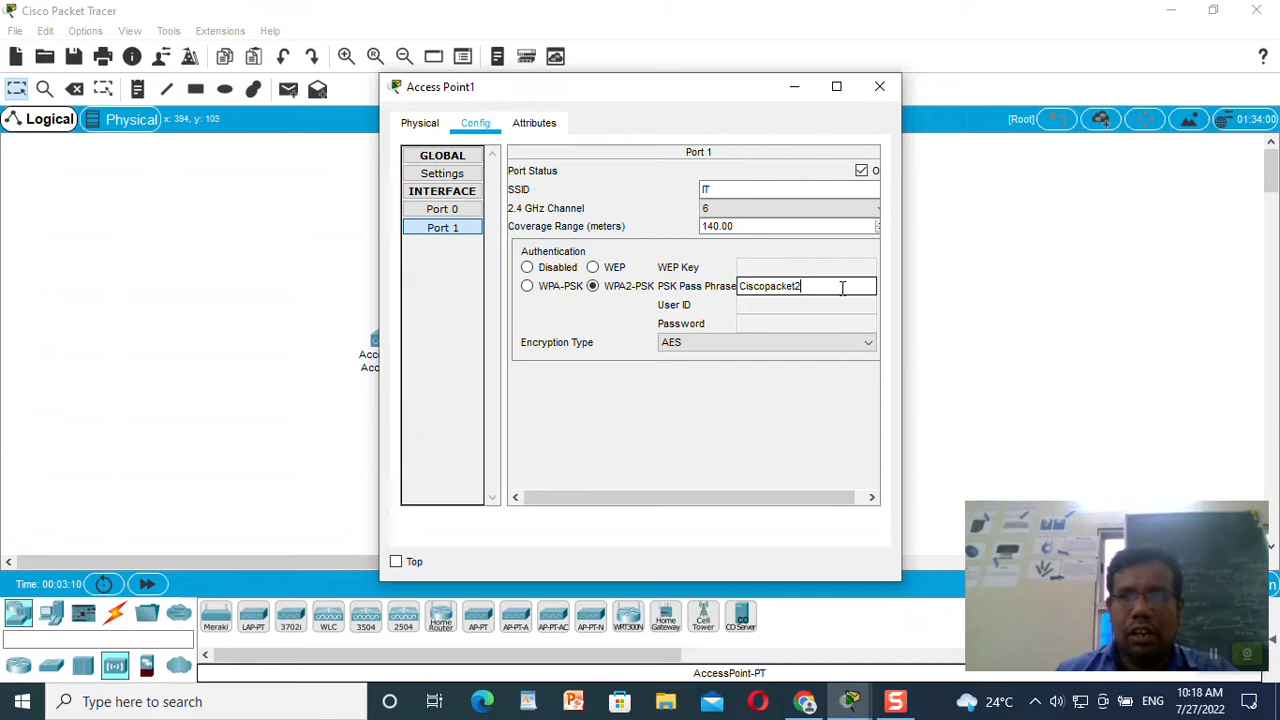 Cisco Packet Tracer
File Edit Options View Tools Extensions Help
Logical Physical x: 394, y: 103 [Root] 01:34:00
Access Point1
Physical Config Attributes
GLOBAL
Settings
INTERFACE
Port 0
Port 1
Port 1
Port Status O
SSID IT
2.4 GHz Channel 6
Coverage Range (meters) 140.00
Authentication
Disabled WEP WEP Key
WPA-PSK WPA2-PSK PSK Pass Phrase Ciscopacket2
User ID
Password
Encryption Type AES
Acce
Acc
Top
Time: 00:03:10
Meraki LAP-PT 3702i WLC 3504 2504 Home Router AP-PT AP-PT-A AP-PT-AC AP-PT-N WRT300N Home Gateway Cell Tower CO Server
AccessPoint-PT
Type here to search
24°C ENG 10:18 AM
7/27/2022